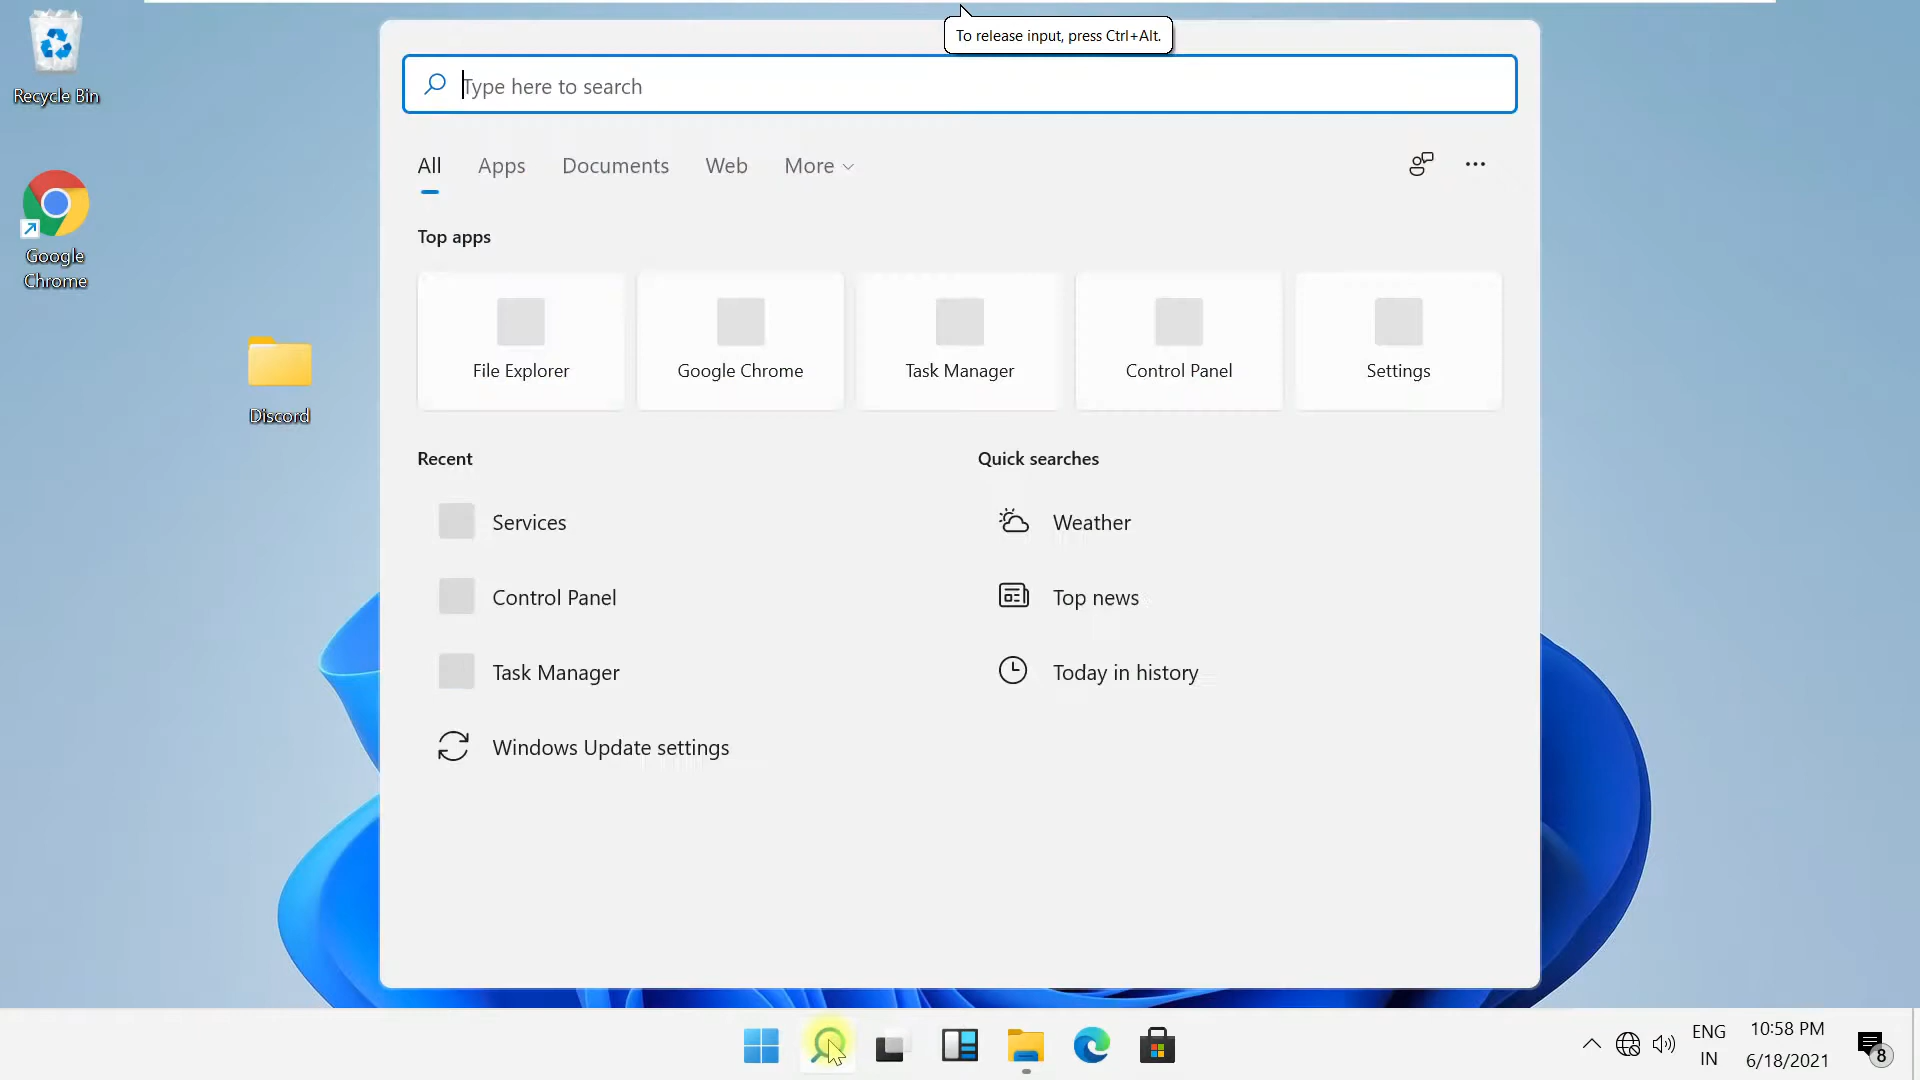 To release input, press Ctrl+Alt.
Type here to search
Recycle Bin
All Apps Documents Web More
Top apps
Google
Chrome
File Explorer Google Chrome Task Manager Control Panel Settings
Discord
Recent
Quick searches
Services
Weather
Control Panel
Top news
Task Manager
Today in history
Windows Update settings
ENG
IN
10:58 PM
6/18/2021
8